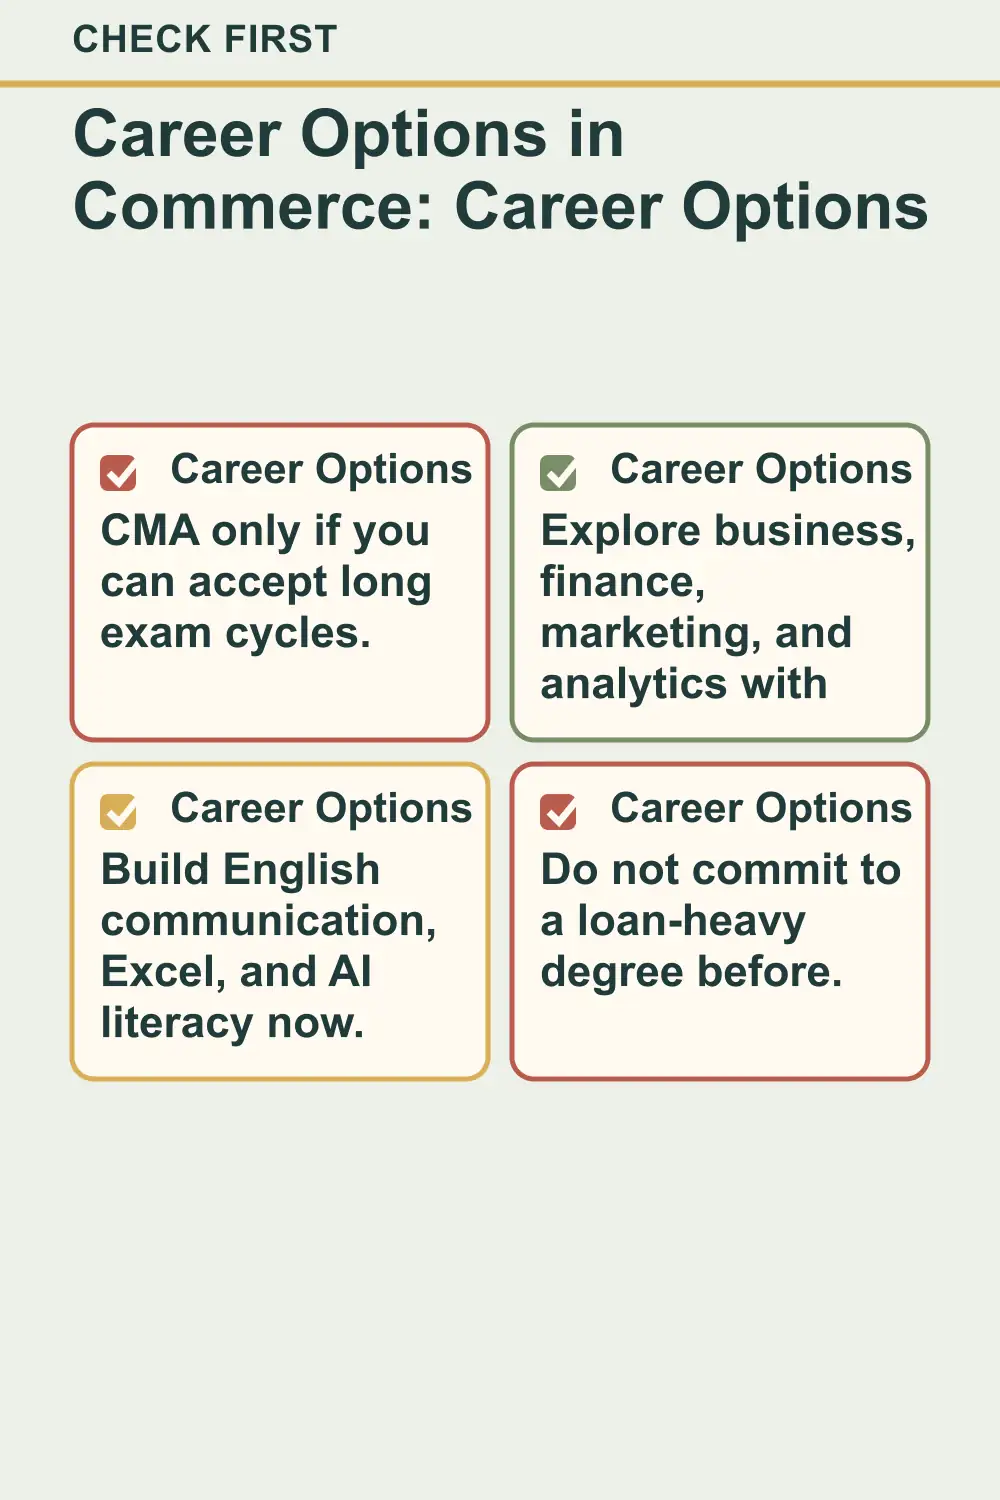 CHECK FIRST
Career Options in
Commerce: Career Options
Career Options
CMA only if you
can accept long
exam cycles.
Career Options
Explore business,
finance,
marketing, and
analytics with
Career Options
Build English
communication,
Excel, and AI
literacy now.
Career Options
Do not commit to
a loan-heavy
degree before.